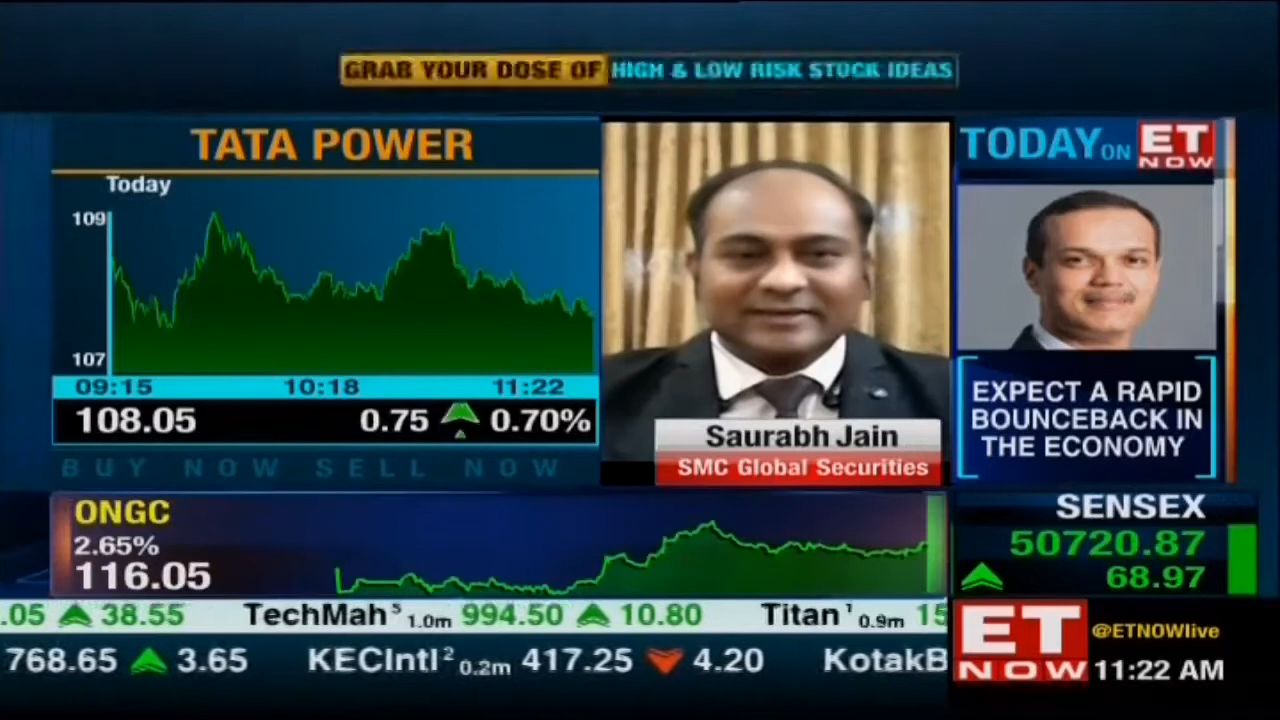 GRAB YOUR DOSE OF HIGH & LOW RISK STOCK IDEAS
TATA POWER
Today
109
107
09:15 10:18 11:22
108.05 0.75 0.70%
BUY NOW SELL NOW
Saurabh Jain
SMC Global Securities
TODAY ON ET NOW
EXPECT A RAPID
BOUNCEBACK IN
THE ECONOMY
ONGC
2.65%
116.05
SENSEX
50720.87
68.97
.05 38.55 TechMah 5 1.0m 994.50 10.80 Titan 1 0.9m 15
768.65 3.65 KECIntl 2 0.2m 417.25 4.20 KotakB
ET NOW
@ETNOWlive
11:22 AM